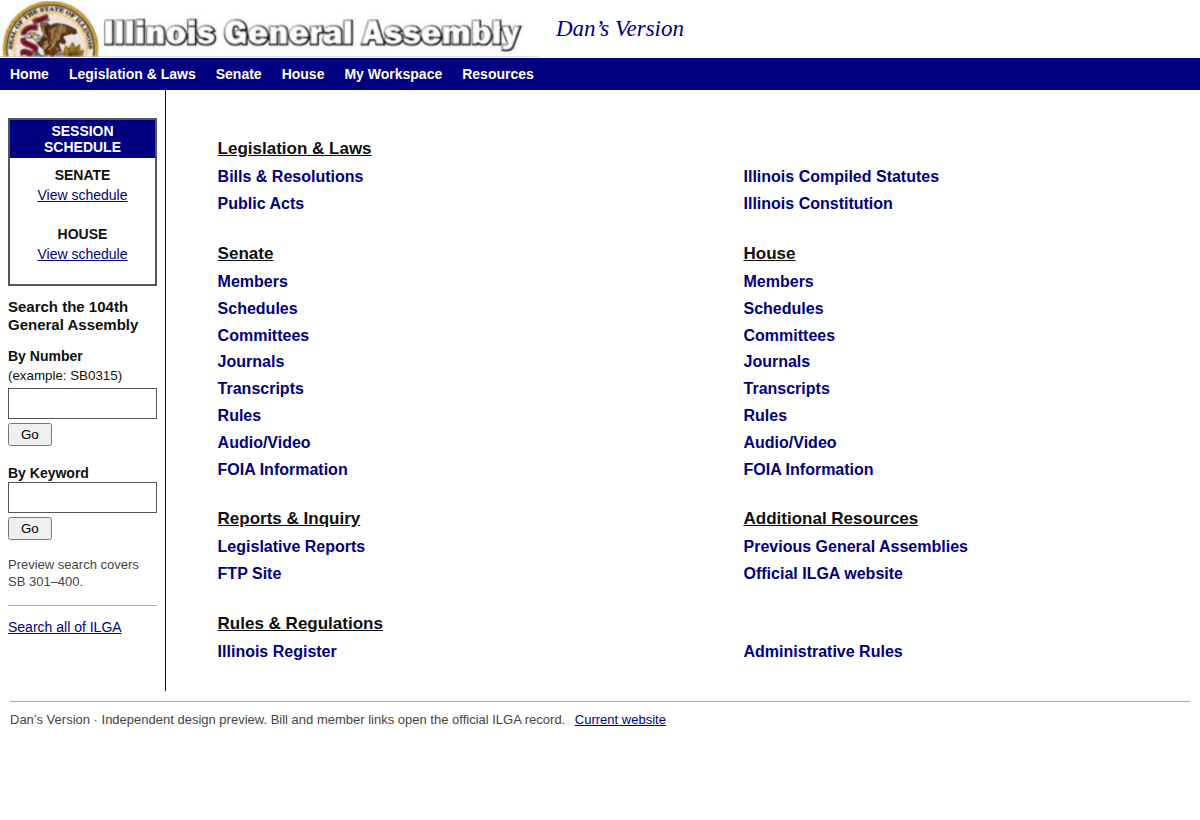 Illinois General Assembly
Dan’s Version
Home Legislation & Laws Senate House My Workspace Resources
SESSION
SCHEDULE
SENATE
View schedule
HOUSE
View schedule
Search the 104th
General Assembly
By Number
(example: SB0315)
Go
By Keyword
Go
Preview search covers
SB 301–400.
Search all of ILGA
Legislation & Laws
Bills & Resolutions
Illinois Compiled Statutes
Public Acts
Illinois Constitution
Senate
Members
Schedules
Committees
Journals
Transcripts
Rules
Audio/Video
FOIA Information
House
Members
Schedules
Committees
Journals
Transcripts
Rules
Audio/Video
FOIA Information
Reports & Inquiry
Legislative Reports
FTP Site
Additional Resources
Previous General Assemblies
Official ILGA website
Rules & Regulations
Illinois Register
Administrative Rules
Dan’s Version · Independent design preview. Bill and member links open the official ILGA record. Current website